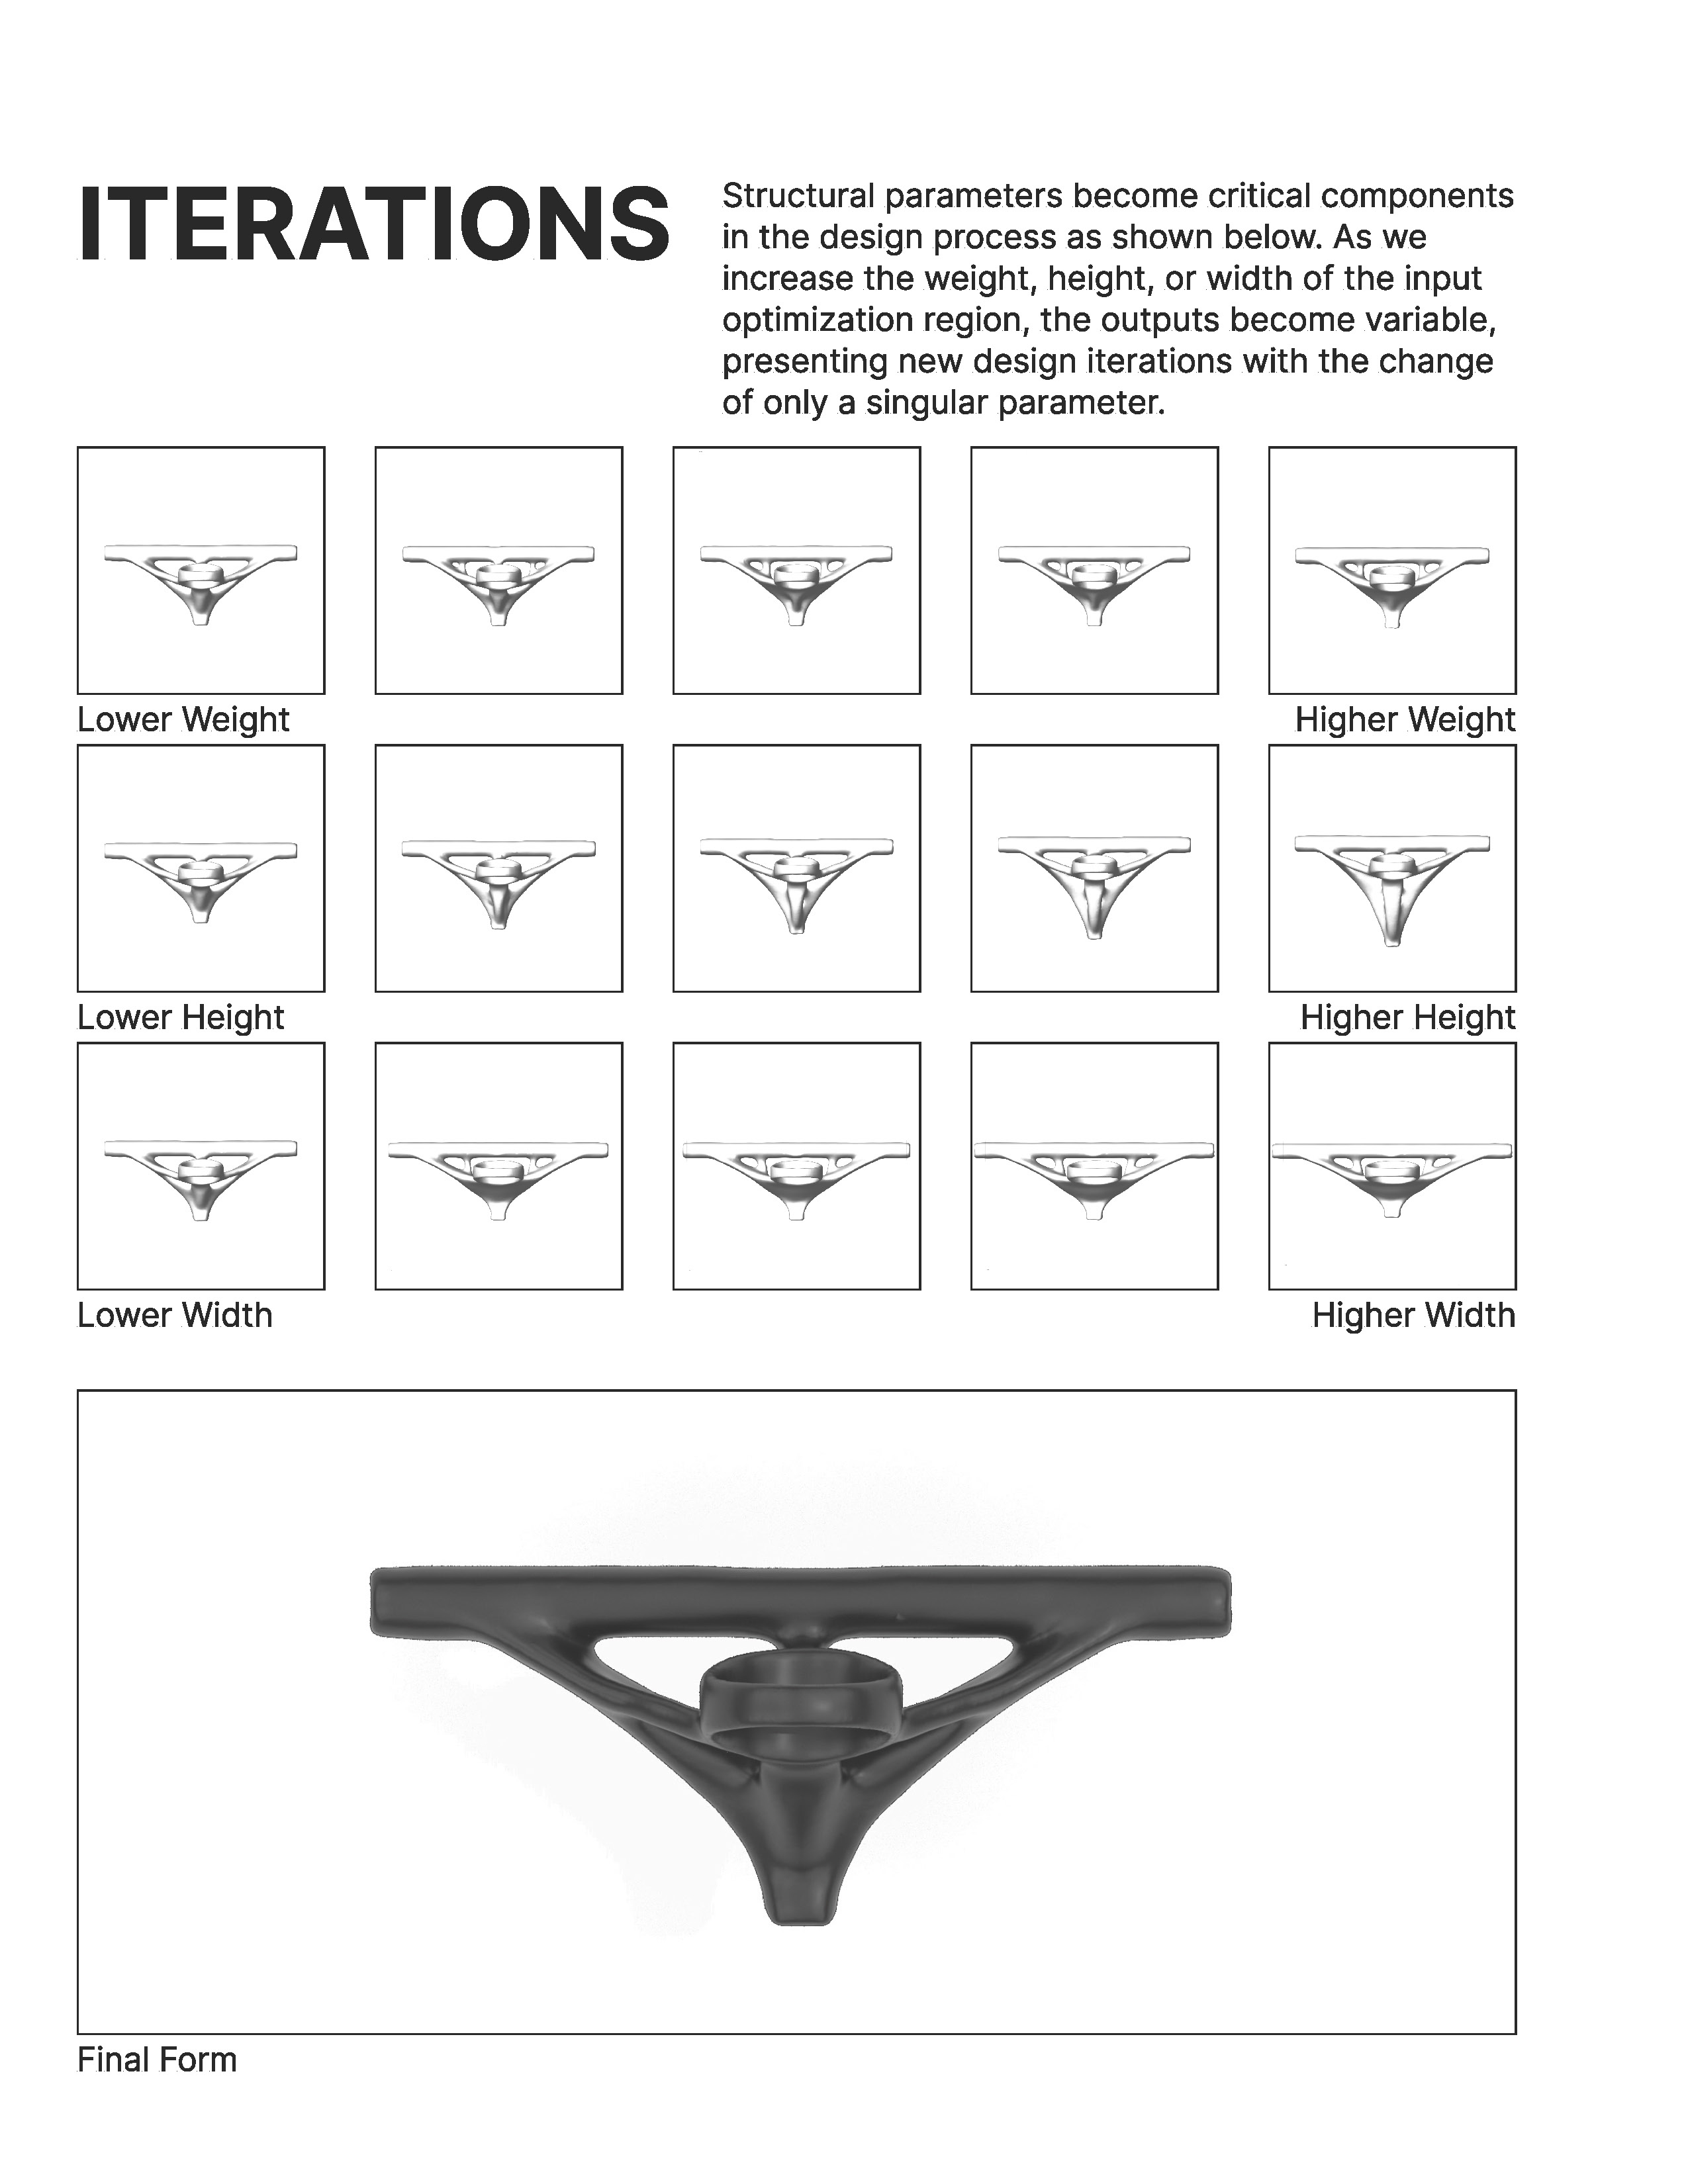 ITERATIONS
Structural parameters become critical components
in the design process as shown below. As we
increase the weight, height, or width of the input
optimization region, the outputs become variable,
presenting new design iterations with the change
of only a singular parameter.
Lower Weight
Higher Weight
Lower Height
Higher Height
Lower Width
Higher Width
Final Form